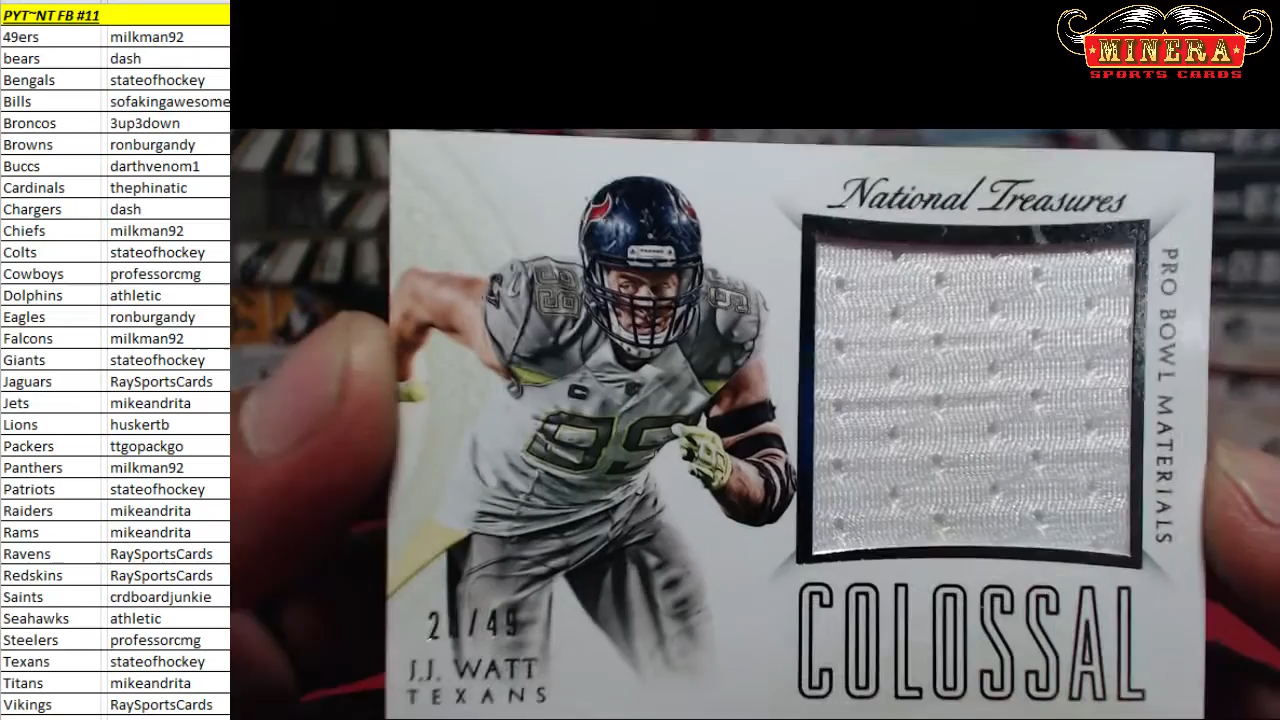 PYT~NT FB #11
49ers milkman92
bears dash
Bengals stateofhockey
Bills sofakingawesome
Broncos 3up3down
Browns ronburgandy
Buccs darthvenom1
Cardinals thephinatic
Chargers dash
Chiefs milkman92
Colts stateofhockey
Cowboys professorcmg
Dolphins athletic
Eagles ronburgandy
Falcons milkman92
Giants stateofhockey
Jaguars RaySportsCards
Jets mikeandrita
Lions huskertb
Packers ttgopackgo
Panthers milkman92
Patriots stateofhockey
Raiders mikeandrita
Rams mikeandrita
Ravens RaySportsCards
Redskins RaySportsCards
Saints crdboardjunkie
Seahawks athletic
Steelers professorcmg
Texans stateofhockey
Titans mikeandrita
Vikings RaySportsCards
MINERA
SPORTS CARDS
National Treasures
PRO BOWL MATERIALS
99
99
COLOSSAL
/49
J.J. WATT
TEXANS